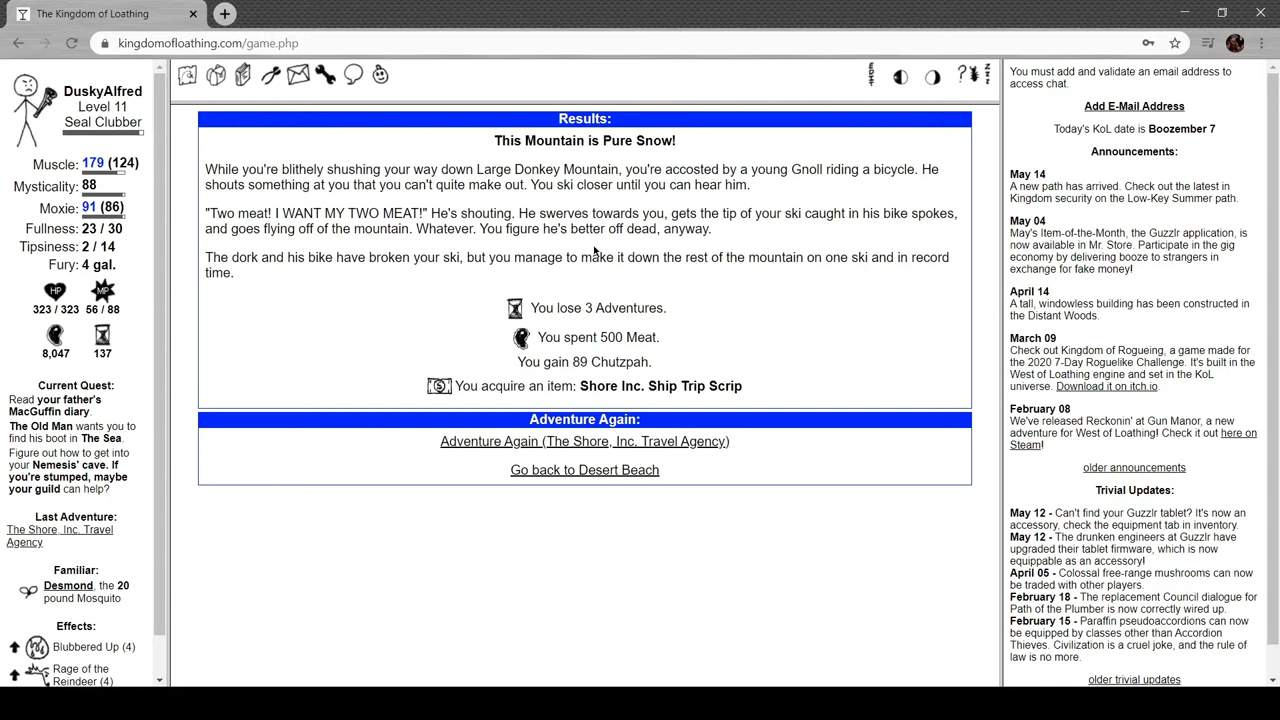 The Kingdom of Loathing
kingdomofloathing.com/game.php
DuskyAlfred
Level 11
Seal Clubber
Muscle: 179 (124)
Mysticality: 88
Moxie: 91 (86)
Fullness: 23 / 30
Tipsiness: 2 / 14
Fury: 4 gal.
HP MP
323 / 323 56 / 88
8,047 137
Current Quest:
Read your father's
MacGuffin diary.
The Old Man wants you to
find his boot in The Sea.
Figure out how to get into
your Nemesis' cave. If
you're stumped, maybe
your guild can help?
Last Adventure:
The Shore, Inc. Travel
Agency
Familiar:
Desmond, the 20
pound Mosquito
Effects:
Blubbered Up (4)
Rage of the
Reindeer (4)
Results:
This Mountain is Pure Snow!
While you're blithely shushing your way down Large Donkey Mountain, you're accosted by a young Gnoll riding a bicycle. He
shouts something at you that you can't quite make out. You ski closer until you can hear him.
"Two meat! I WANT MY TWO MEAT!" He's shouting. He swerves towards you, gets the tip of your ski caught in his bike spokes,
and goes flying off of the mountain. Whatever. You figure he's better off dead, anyway.
The dork and his bike have broken your ski, but you manage to make it down the rest of the mountain on one ski and in record
time.
You lose 3 Adventures.
You spent 500 Meat.
You gain 89 Chutzpah.
You acquire an item: Shore Inc. Ship Trip Scrip
Adventure Again:
Adventure Again (The Shore, Inc. Travel Agency)
Go back to Desert Beach
You must add and validate an email address to
access chat.
Add E-Mail Address
Today's KoL date is Boozember 7
Announcements:
May 14
A new path has arrived. Check out the latest in
Kingdom security on the Low-Key Summer path.
May 04
May's Item-of-the-Month, the Guzzlr application, is
now available in Mr. Store. Participate in the gig
economy by delivering booze to strangers in
exchange for fake money!
April 14
A tall, windowless building has been constructed in
the Distant Woods.
March 09
Check out Kingdom of Rogueing, a game made for
the 2020 7-Day Roguelike Challenge. It's built in the
West of Loathing engine and set in the KoL
universe. Download it on itch.io.
February 08
We've released Reckonin' at Gun Manor, a new
adventure for West of Loathing! Check it out here on
Steam!
older announcements
Trivial Updates:
May 12 - Can't find your Guzzlr tablet? It's now an
accessory, check the equipment tab in inventory.
May 12 - The drunken engineers at Guzzlr have
upgraded their tablet firmware, which is now
equippable as an accessory!
April 05 - Colossal free-range mushrooms can now
be traded with other players.
February 18 - The replacement Council dialogue for
Path of the Plumber is now correctly wired up.
February 15 - Paraffin pseudoaccordions can now
be equipped by classes other than Accordion
Thieves. Civilization is a cruel joke, and the rule of
law is no more.
older trivial updates